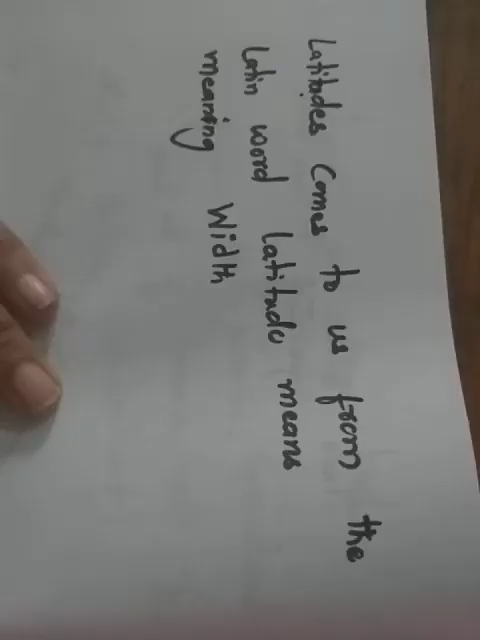 Latitudes Comes to us from the
Latin word Latitude means
meaning Width